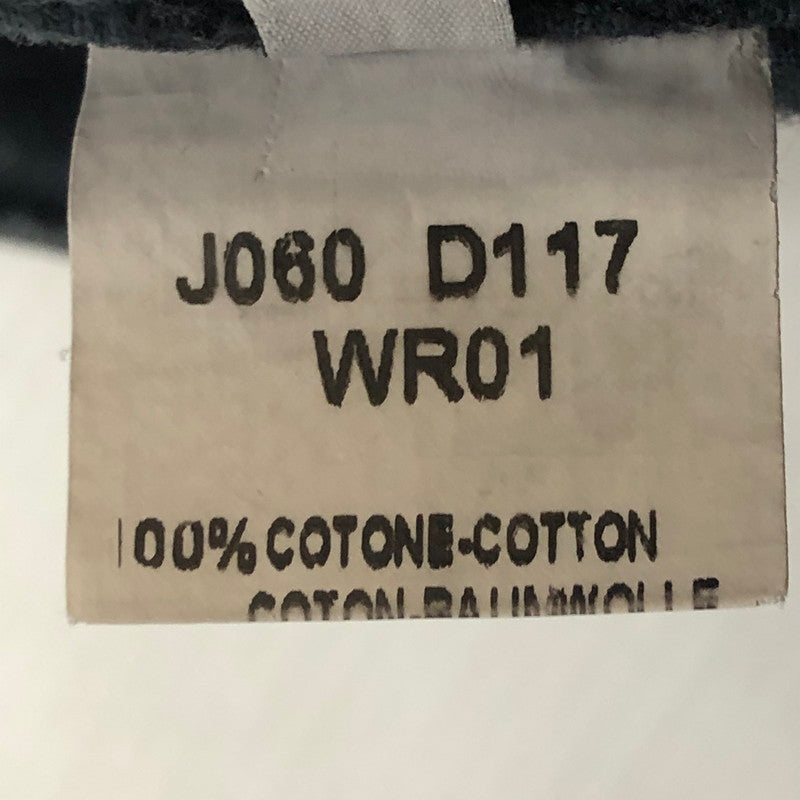 J060 D117
WR01
100% COTONE-COTTON
COTON-BAUMWOLLE